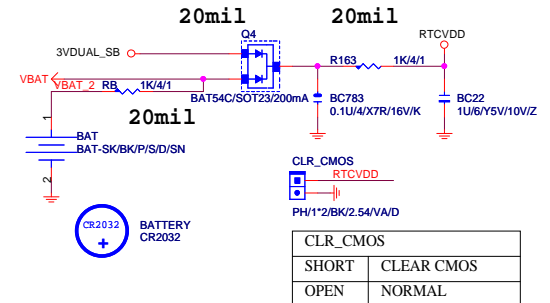 20mil
20mil
Q4
RTCVDD
3VDUAL_SB
R163
1K/4/1
VBAT
VBAT_2
RB
1K/4/1
BAT54C/SOT23/200mA
BC783
0.1U/4/X7R/16V/K
BC22
1U/6/Y5V/10V/Z
20mil
1
BAT
BAT-SK/BK/P/S/D/SN
2
CLR_CMOS
RTCVDD
PH/1*2/BK/2.54/VA/D
CR2032
+
BATTERY
CR2032
CLR_CMOS
SHORT CLEAR CMOS
OPEN NORMAL